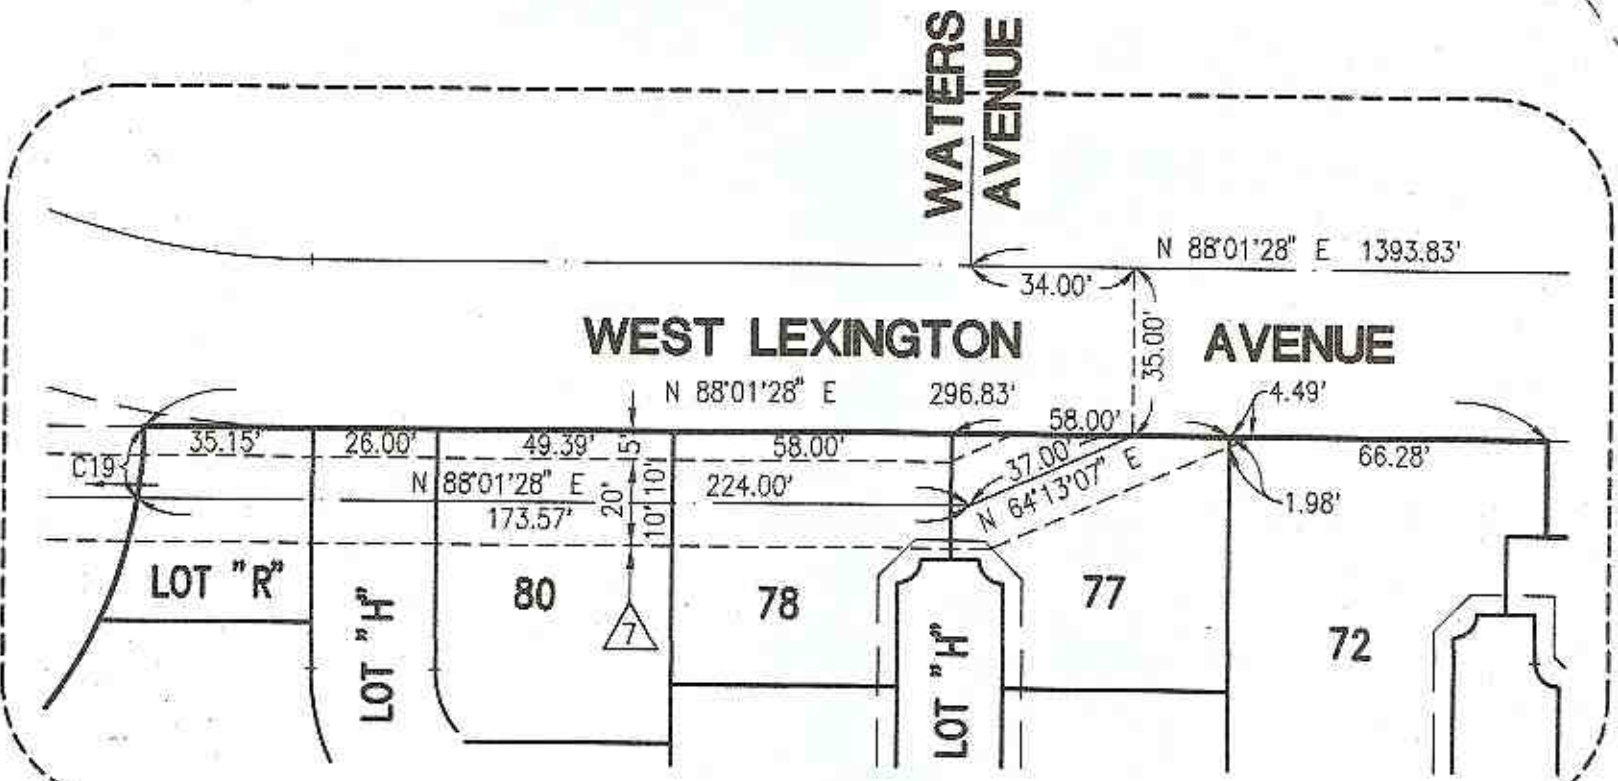 WATERS
AVENUE
N 88°01'28" E 1393.83'
34.00'
35.00'
WEST LEXINGTON AVENUE
N 88°01'28" E 296.83'
4.49'
58.00'
35.15' 26.00' 49.39' 5' 58.00' 37.00' 66.28'
C19
N 88°01'28" E 224.00'
N 64°13'07" E
1.98'
173.57' 20' 10' 10'
LOT "R"
LOT "H"
80
7
78
LOT "H"
77
72